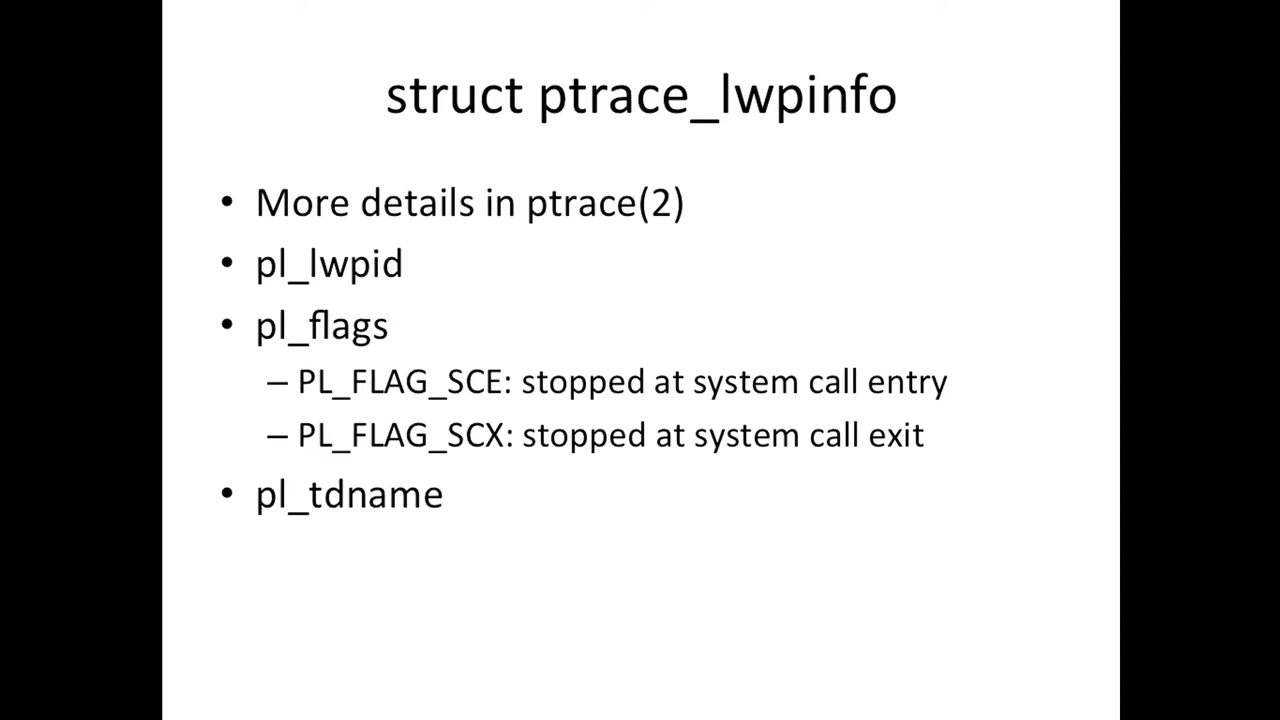 struct ptrace_lwpinfo
• More details in ptrace(2)
• pl_lwpid
• pl_flags
– PL_FLAG_SCE: stopped at system call entry
– PL_FLAG_SCX: stopped at system call exit
• pl_tdname